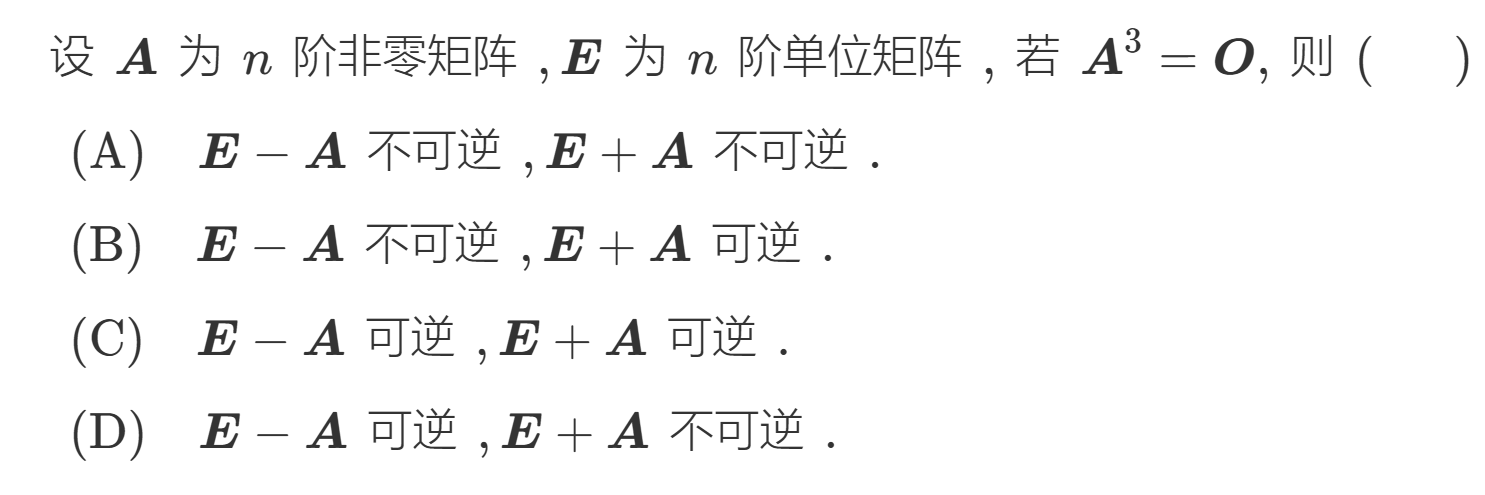 设 A 为 n 阶非零矩阵 , E 为 n 阶单位矩阵 , 若 A³ = O, 则 (    )
(A)  E − A 不可逆 , E + A 不可逆 .
(B)  E − A 不可逆 , E + A 可逆 .
(C)  E − A 可逆 , E + A 可逆 .
(D)  E − A 可逆 , E + A 不可逆 .